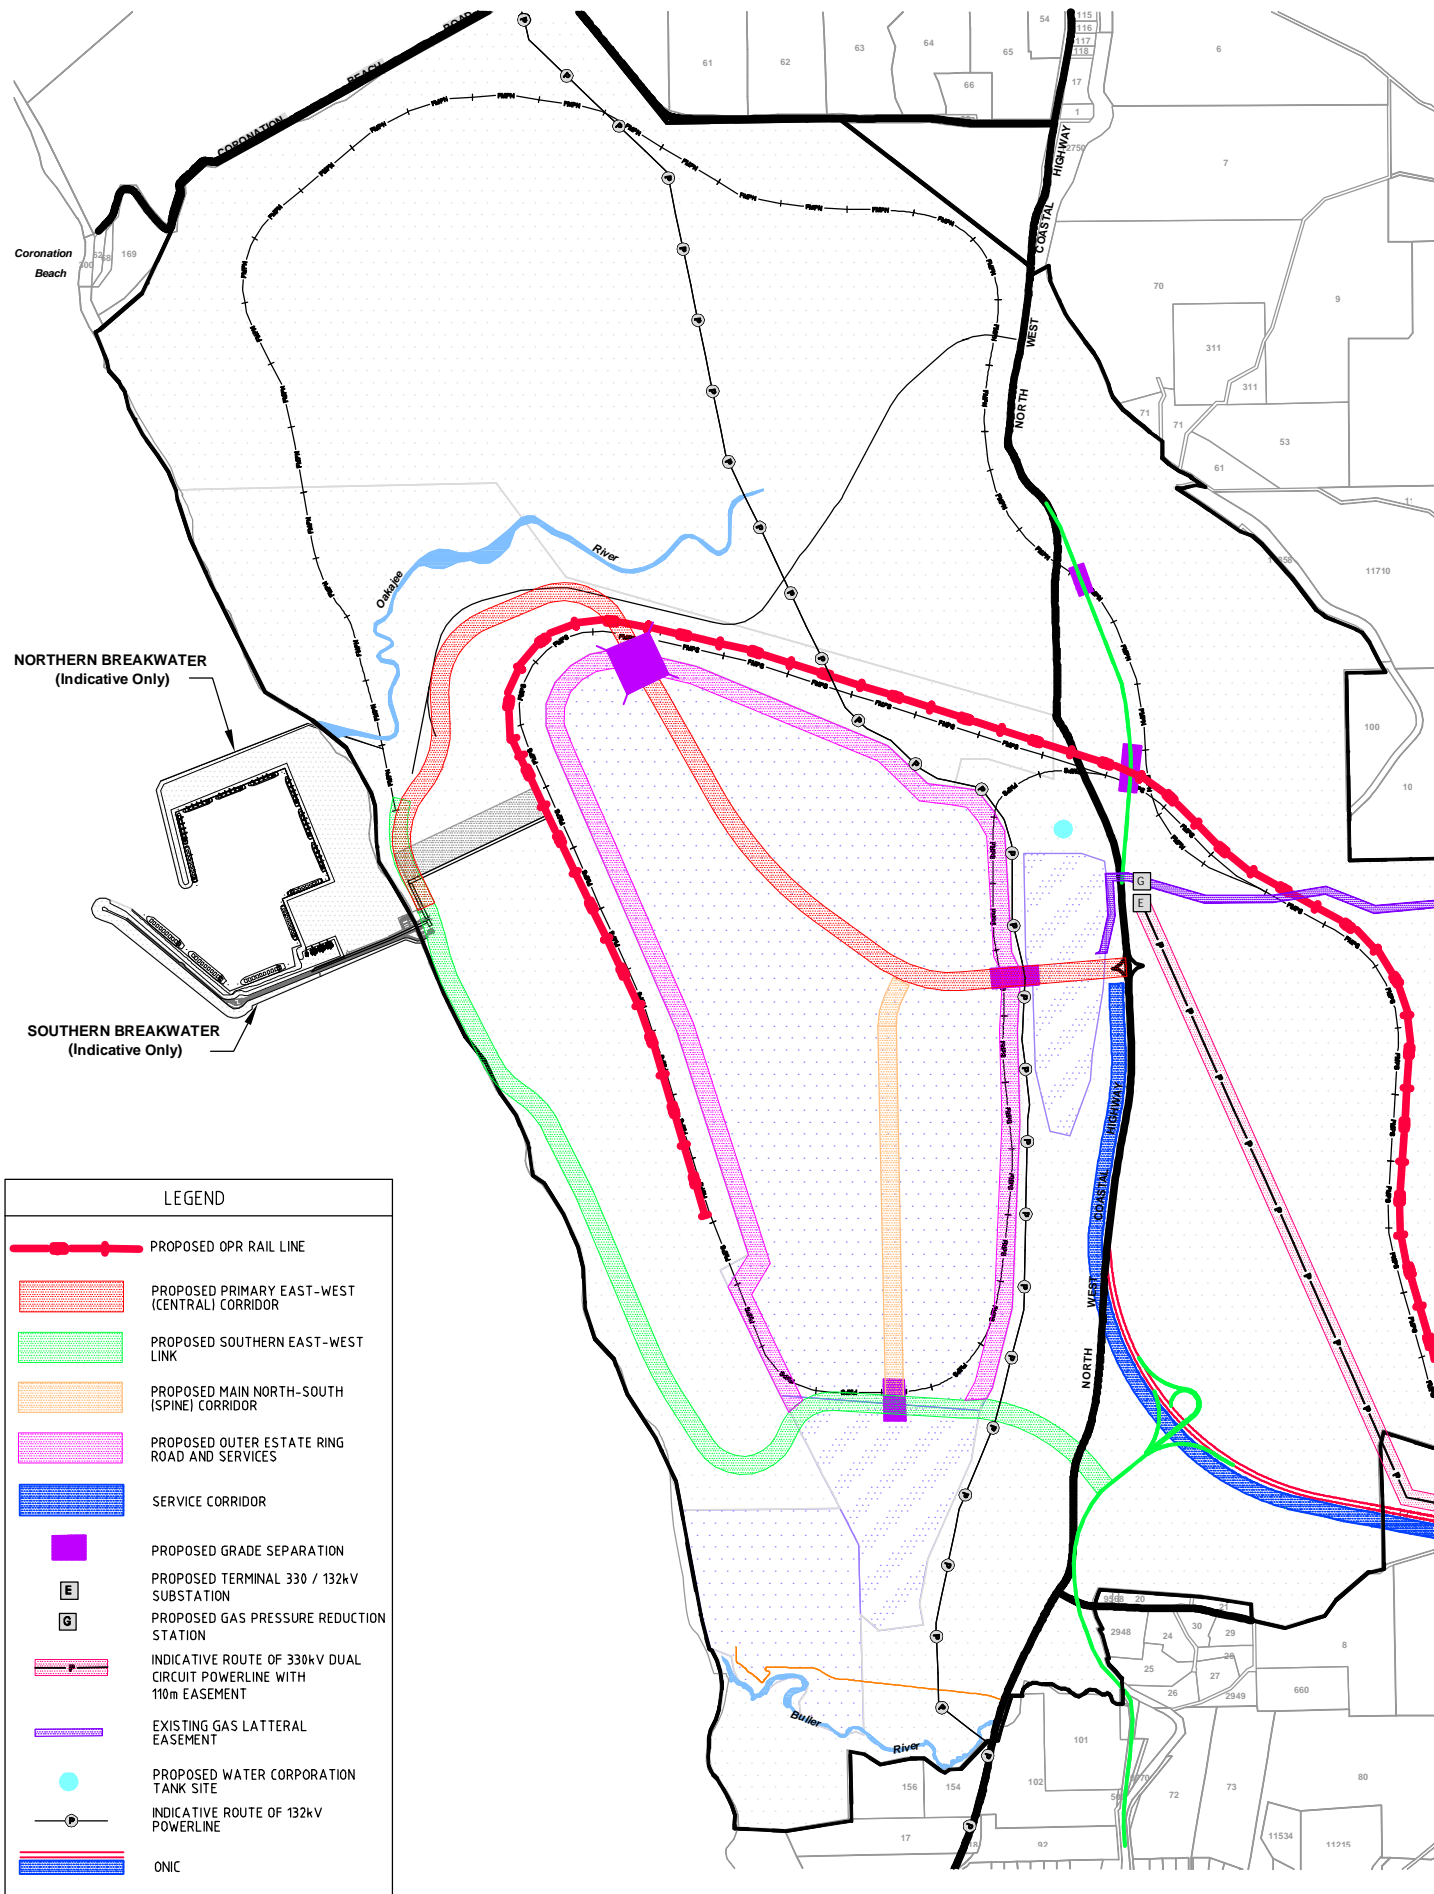 ROAD
BEACH
CORONATION
Coronation
Beach
300
169
61
62
63
64
65
66
54
115
116
117
118
17
1
2750
6
7
HIGHWAY
COASTAL
WEST
NORTH
70
9
311
311
71
71
53
61
11710
100
10
River
Oakajee
NORTHERN BREAKWATER
(Indicative Only)
SOUTHERN BREAKWATER
(Indicative Only)
G
E
HIGHWAY
COASTAL
WEST
NORTH
LEGEND
PROPOSED OPR RAIL LINE
PROPOSED PRIMARY EAST-WEST
(CENTRAL) CORRIDOR
PROPOSED SOUTHERN EAST-WEST
LINK
PROPOSED MAIN NORTH-SOUTH
(SPINE) CORRIDOR
PROPOSED OUTER ESTATE RING
ROAD AND SERVICES
SERVICE CORRIDOR
PROPOSED GRADE SEPARATION
E
PROPOSED TERMINAL 330 / 132kV
SUBSTATION
G
PROPOSED GAS PRESSURE REDUCTION
STATION
P
INDICATIVE ROUTE OF 330kV DUAL
CIRCUIT POWERLINE WITH
110m EASEMENT
EXISTING GAS LATTERAL
EASEMENT
PROPOSED WATER CORPORATION
TANK SITE
P
INDICATIVE ROUTE OF 132kV
POWERLINE
ONIC
9568
20
21
2948
24
30
29
28
25
27
26
2949
660
8
Buller
River
101
102
156
154
72
73
80
17
18
92
11534
11215